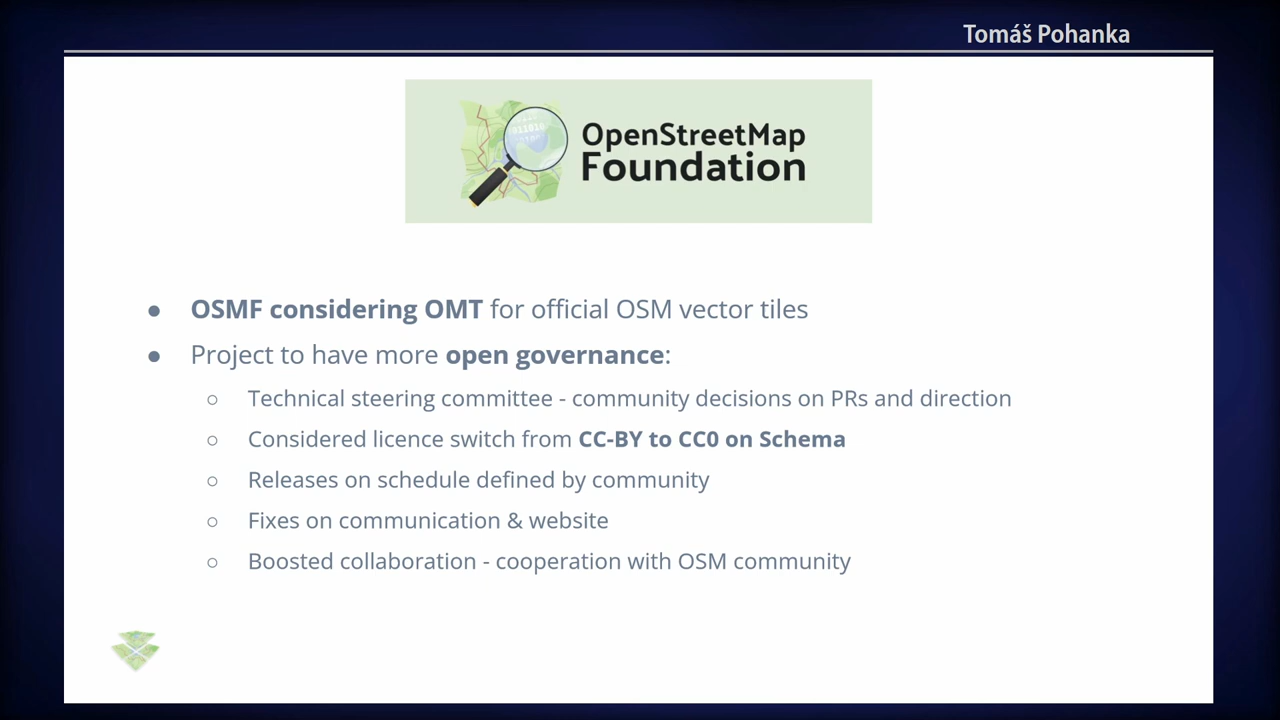 Tomáš Pohanka
OpenStreetMap
Foundation
● OSMF considering OMT for official OSM vector tiles
● Project to have more open governance:
○ Technical steering committee - community decisions on PRs and direction
○ Considered licence switch from CC-BY to CC0 on Schema
○ Releases on schedule defined by community
○ Fixes on communication & website
○ Boosted collaboration - cooperation with OSM community